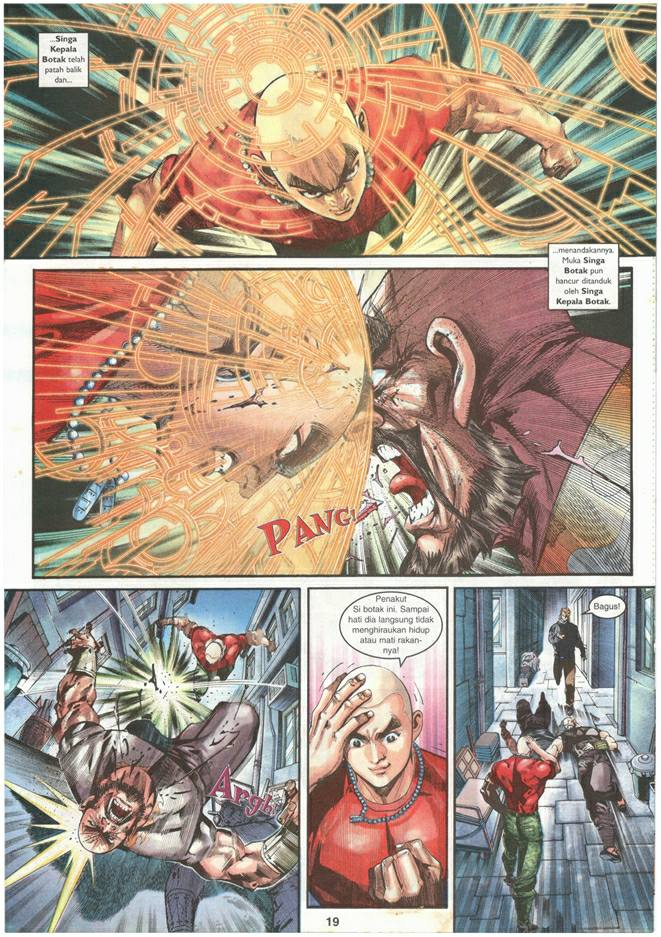 ...Singa
Kepala
Botak telah
patah balik
dan...
...menandakannya.
Muka Singa
Botak pun
hancur ditanduk
oleh Singa
Kepala Botak.
PANG!
Argh!
Penakut
Si botak ini. Sampai
hati dia langsung tidak
menghiraukan hidup
atau mati rakan-
nya!
Bagus!
19